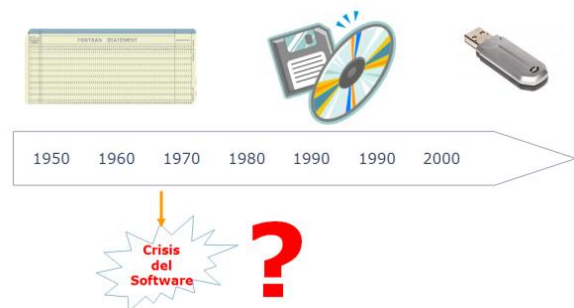 FORTRAN STATEMENT
1950 1960 1970 1980 1990 1990 2000
Crisis
del
Software
?